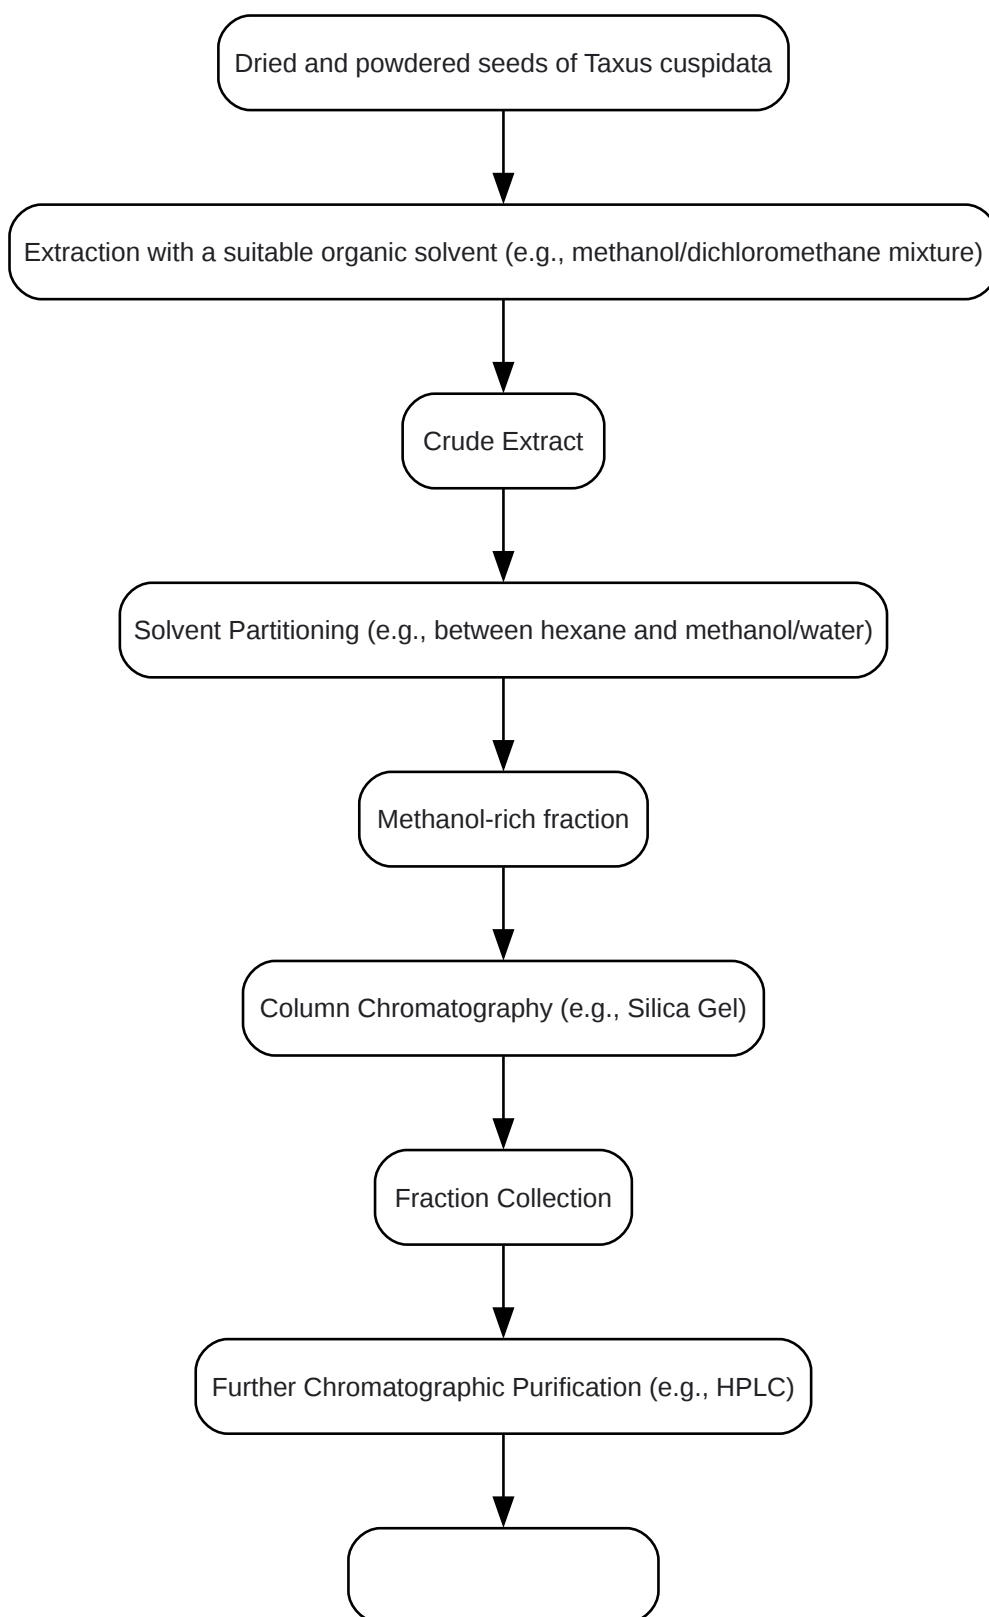 Dried and powdered seeds of Taxus cuspidata
Extraction with a suitable organic solvent (e.g., methanol/dichloromethane mixture)
Crude Extract
Solvent Partitioning (e.g., between hexane and methanol/water)
Methanol-rich fraction
Column Chromatography (e.g., Silica Gel)
Fraction Collection
Further Chromatographic Purification (e.g., HPLC)